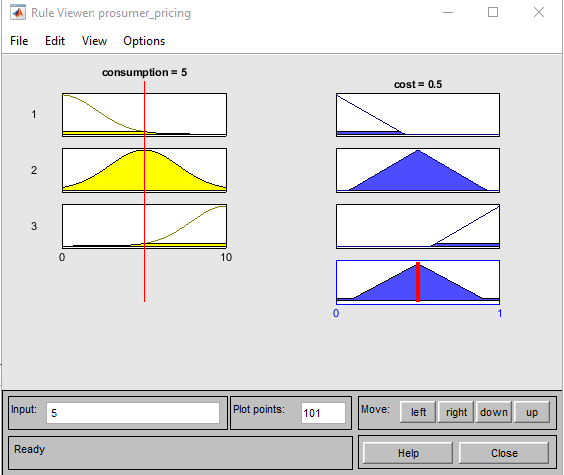 Rule Viewer: prosumer_pricing
File Edit View Options
consumption = 5
cost = 0.5
1
2
3
0 10
0 1
Input: 5
Plot points: 101
Move: left right down up
Ready
Help Close